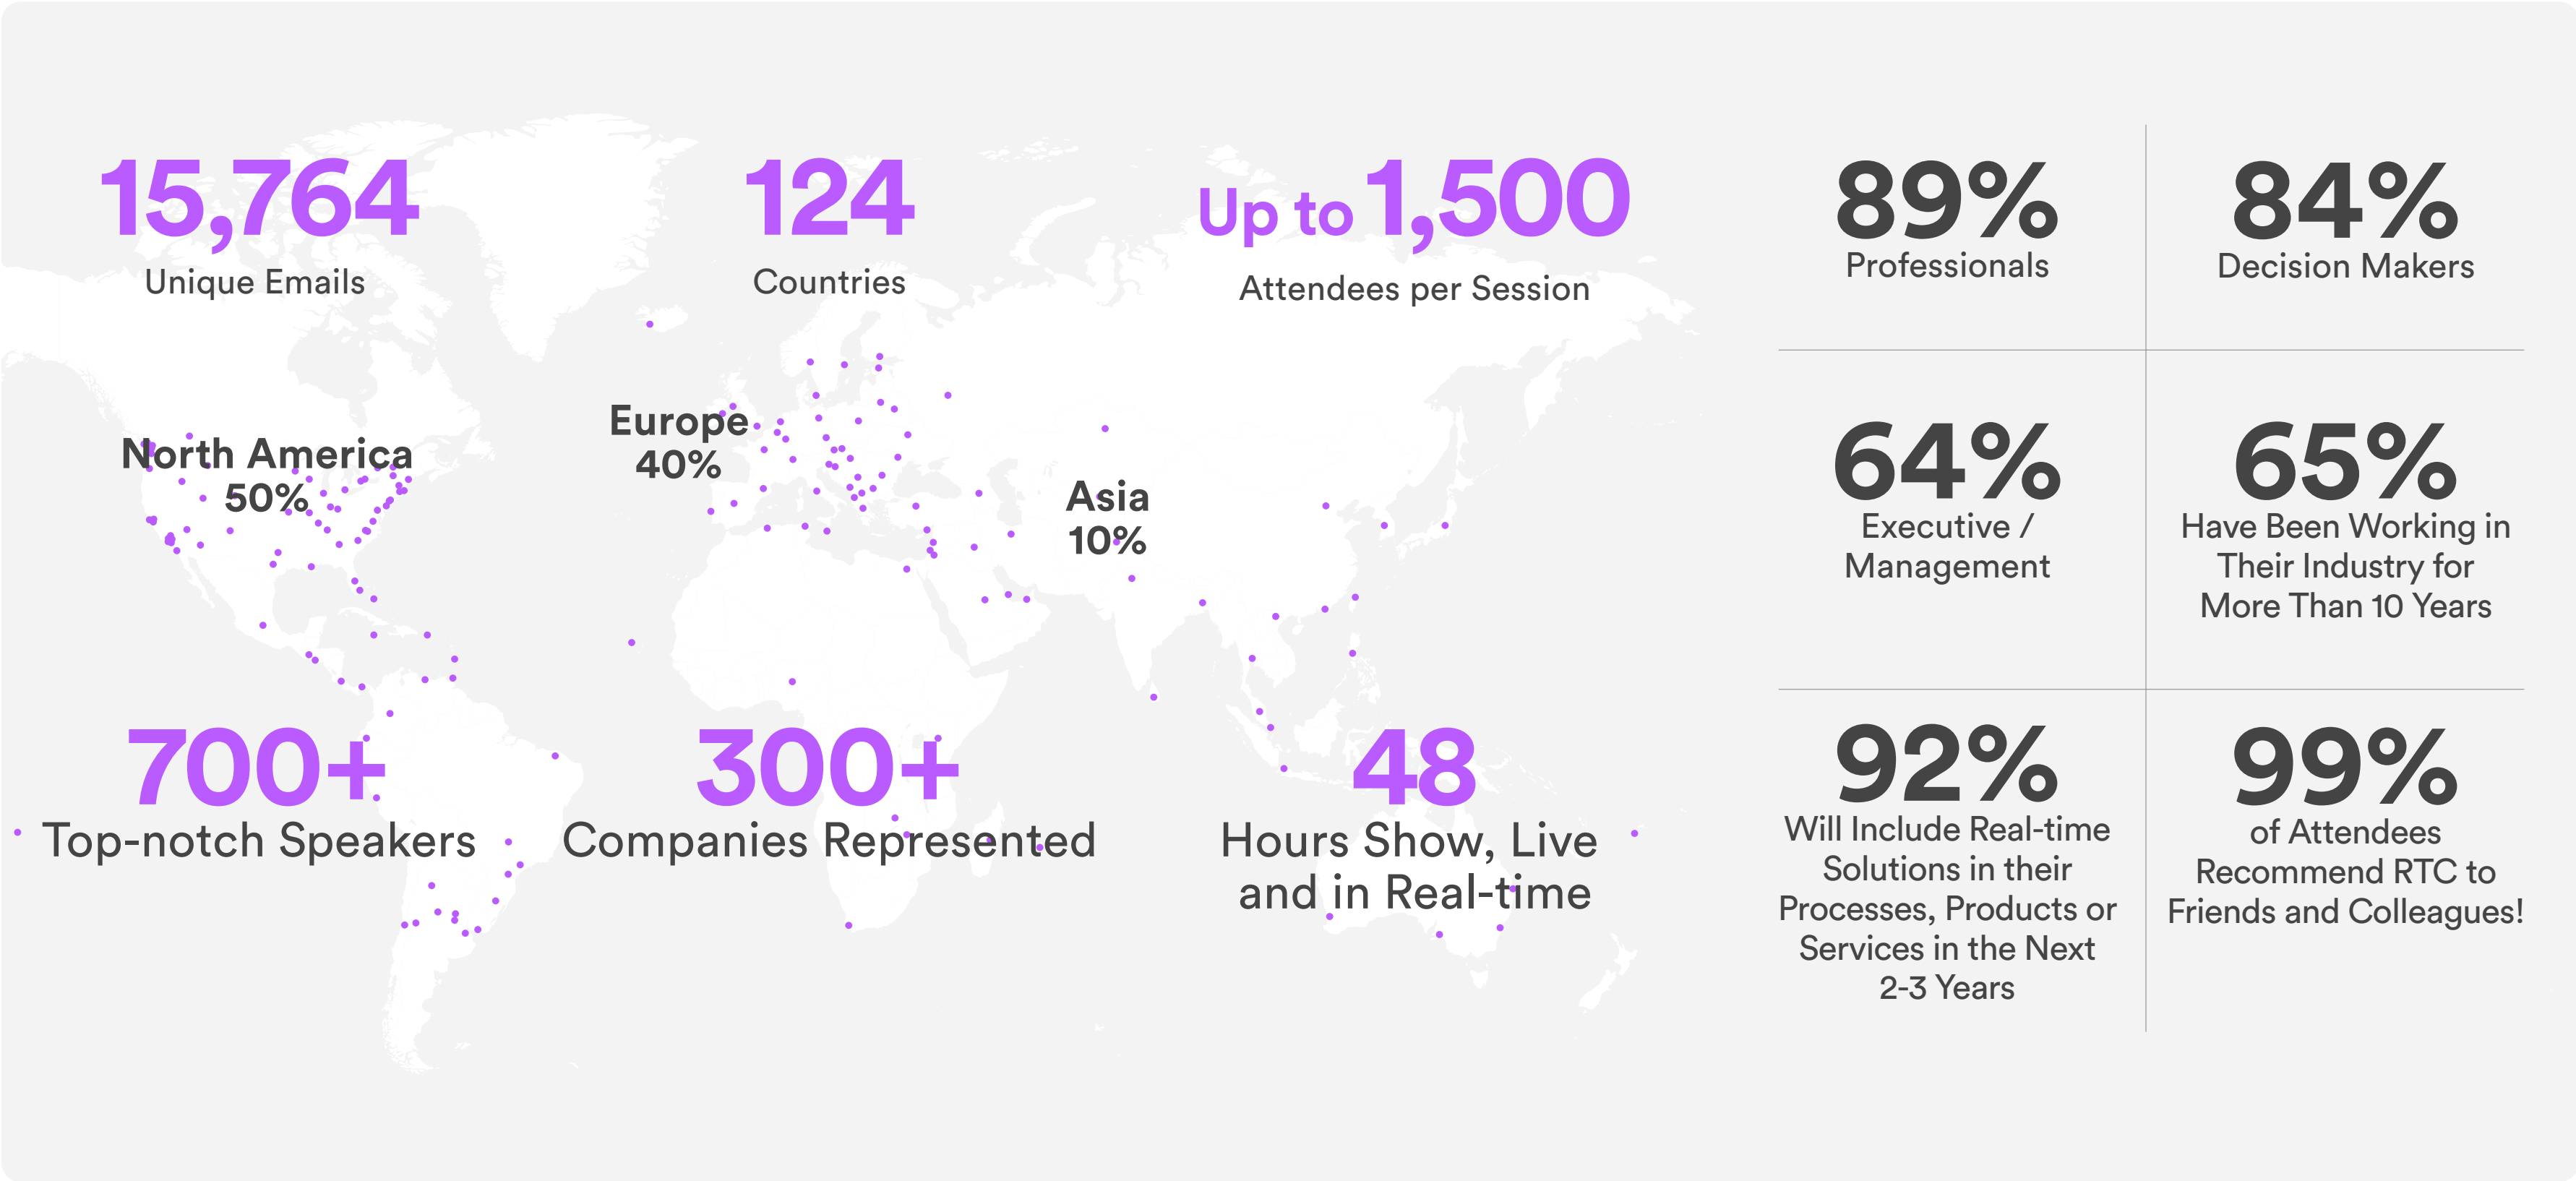 15,764
Unique Emails
124
Countries
Up to 1,500
Attendees per Session
North America
50%
Europe
40%
Asia
10%
700+
Top-notch Speakers
300+
Companies Represented
48
Hours Show, Live
and in Real-time
89%
Professionals
84%
Decision Makers
64%
Executive /
Management
65%
Have Been Working in
Their Industry for
More Than 10 Years
92%
Will Include Real-time
Solutions in their
Processes, Products or
Services in the Next
2-3 Years
99%
of Attendees
Recommend RTC to
Friends and Colleagues!